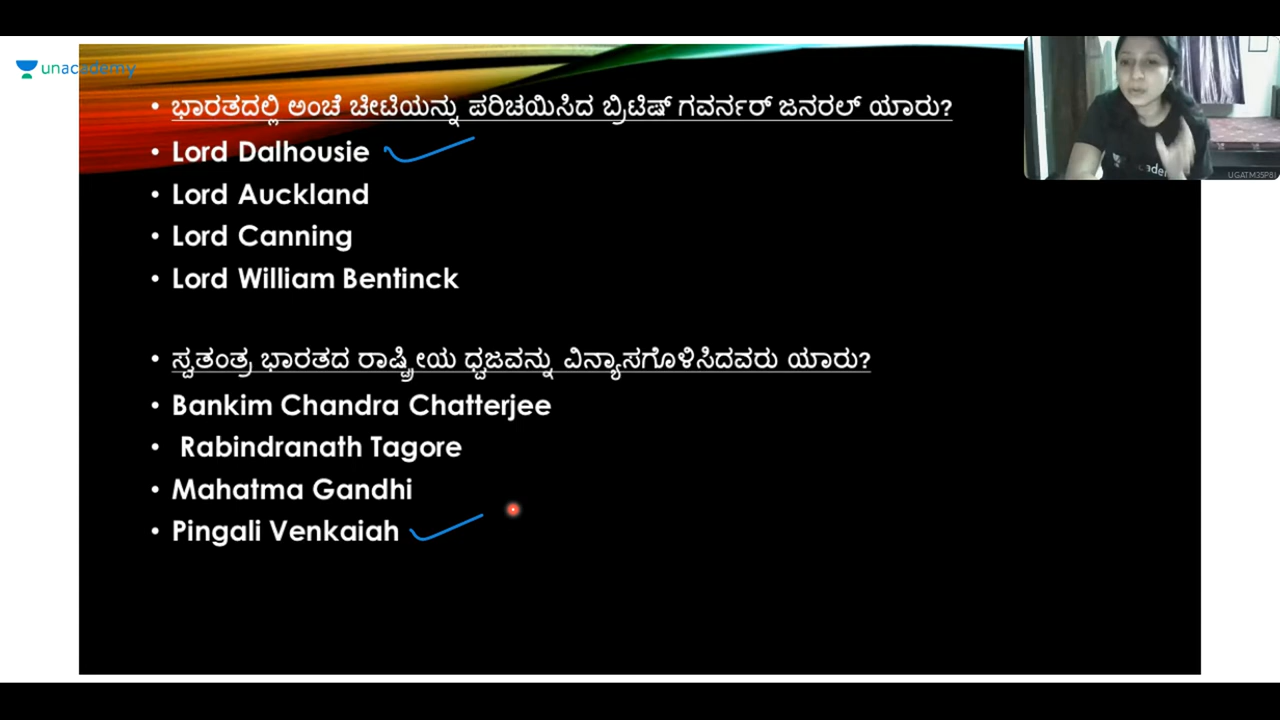 unacademy
• ಭಾರತದಲ್ಲಿ ಅಂಚೆ ಚೀಟಿಯನ್ನು ಪರಿಚಯಿಸಿದ ಬ್ರಿಟಿಷ್ ಗವರ್ನರ್ ಜನರಲ್ ಯಾರು?
• Lord Dalhousie
• Lord Auckland
• Lord Canning
• Lord William Bentinck
• ಸ್ವತಂತ್ರ ಭಾರತದ ರಾಷ್ಟ್ರೀಯ ಧ್ವಜವನ್ನು ವಿನ್ಯಾಸಗೊಳಿಸಿದವರು ಯಾರು?
• Bankim Chandra Chatterjee
• Rabindranath Tagore
• Mahatma Gandhi
• Pingali Venkaiah
UGATM35P8J